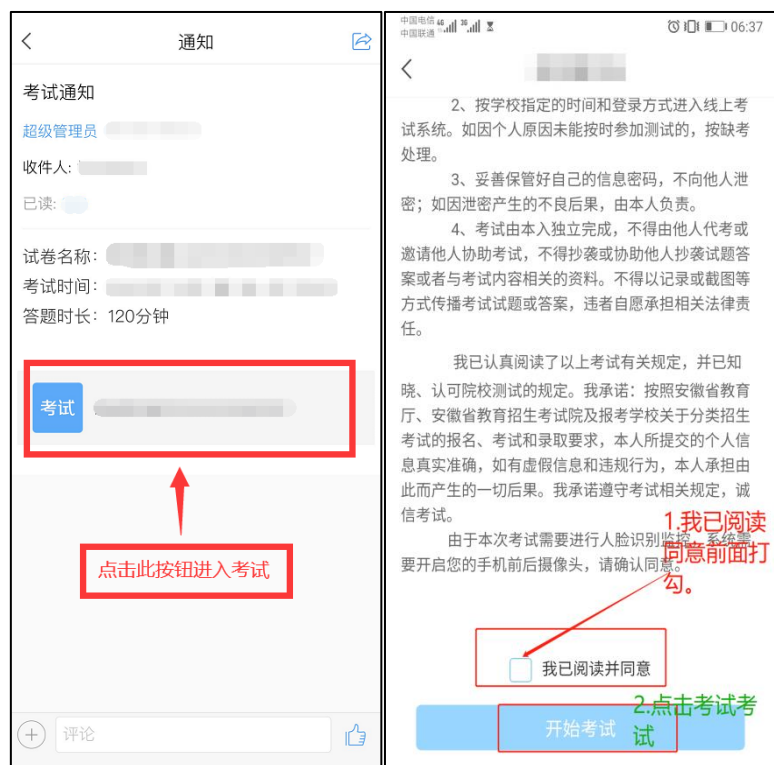 通知
考试通知
超级管理员
收件人:
已读:
试卷名称:
考试时间:
答题时长: 120分钟
考试
点击此按钮进入考试
评论
中国电信 46 36
中国联通
06:37
2、按学校指定的时间和登录方式进入线上考
试系统。如因个人原因未能按时参加测试的，按缺考
处理。
3、妥善保管好自己的信息密码，不向他人泄
密；如因泄密产生的不良后果，由本人负责。
4、考试由本入独立完成，不得由他人代考或
邀请他人协助考试，不得抄袭或协助他人抄袭试题答
案或者与考试内容相关的资料。不得以记录或截图等
方式传播考试试题或答案，违者自愿承担相关法律责
任。
我已认真阅读了以上考试有关规定，并已知
晓、认可院校测试的规定。我承诺：按照安徽省教育
厅、安徽省教育招生考试院及报考学校关于分类招生
考试的报名、考试和录取要求，本人所提交的个人信
息真实准确，如有虚假信息和违规行为，本人承担由
此而产生的一切后果。我承诺遵守考试相关规定，诚
信考试。
由于本次考试需要进行人脸识别监控，系统需
要开启您的手机前后摄像头，请确认同意。
1.我已阅读
同意前面打
勾。
我已阅读并同意
2.点击考考
试
开始考试